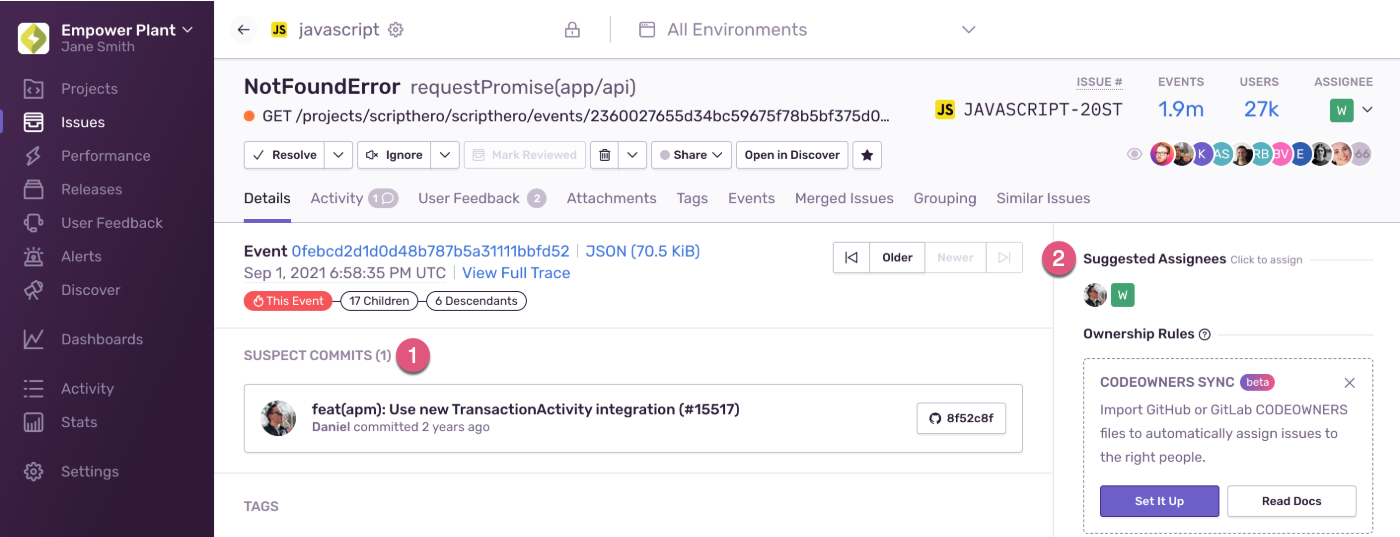 Empower Plant
Jane Smith
Projects
Issues
Performance
Releases
User Feedback
Alerts
Discover
Dashboards
Activity
Stats
Settings
JS javascript
All Environments
NotFoundError requestPromise(app/api)
GET /projects/scripthero/scripthero/events/2360027655d34bc59675f78b5bf375d0…
ISSUE #
JS JAVASCRIPT-20ST
EVENTS
1.9m
USERS
27k
ASSIGNEE
W
Resolve
Ignore
Mark Reviewed
Share
Open in Discover
K AS RB BV E 66
Details
Activity 1
User Feedback 2
Attachments
Tags
Events
Merged Issues
Grouping
Similar Issues
Event 0febcd2d1d0d48b787b5a31111bbfd52 | JSON (70.5 KiB)
Sep 1, 2021 6:58:35 PM UTC | View Full Trace
This Event
17 Children
6 Descendants
Older
Newer
SUSPECT COMMITS (1) 1
feat(apm): Use new TransactionActivity integration (#15517)
Daniel committed 2 years ago
8f52c8f
TAGS
2 Suggested Assignees Click to assign
W
Ownership Rules ?
CODEOWNERS SYNC beta
Import GitHub or GitLab CODEOWNERS
files to automatically assign issues to
the right people.
Set It Up
Read Docs